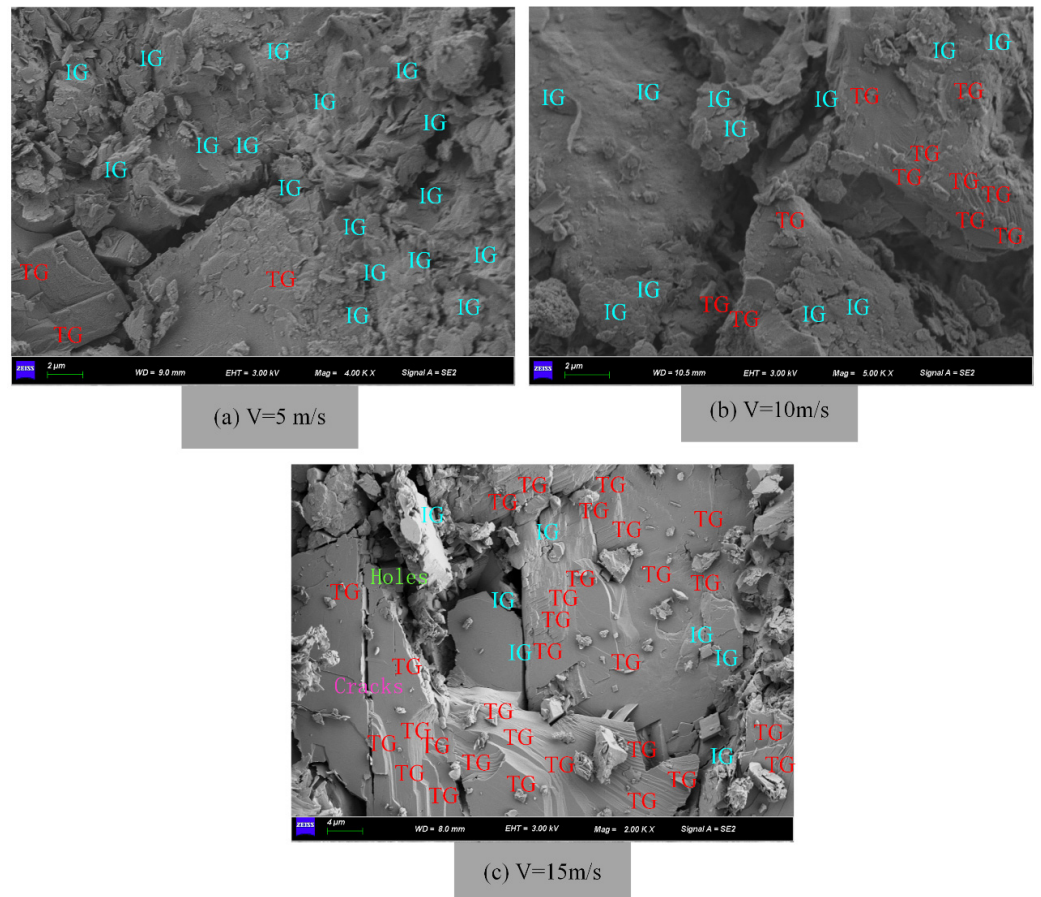 IG IG IG IG
IG IG
IG IG IG
IG IG IG
IG
TG TG IG IG IG
TG IG IG
ZEISS 2 μm WD = 9.0 mm EHT = 3.00 kV Mag = 4.00 K X Signal A = SE2
(a) V=5 m/s
IG IG
IG IG IG IG TG TG
IG
TG
TG TG TG
TG TG TG
IG
IG TG TG IG IG
ZEISS 2 μm WD = 10.5 mm EHT = 3.00 kV Mag = 5.00 K X Signal A = SE2
(b) V=10m/s
TG TG TG
IG TG TG
IG TG
Holes TG TG TG
TG IG TG
TG IG
IG TG TG IG
TG
Cracks
TG
TG TG
TG TG TG IG
TG TG TG TG
TG TG TG
TG TG
ZEISS 4 μm WD = 8.0 mm EHT = 3.00 kV Mag = 2.00 K X Signal A = SE2
(c) V=15m/s